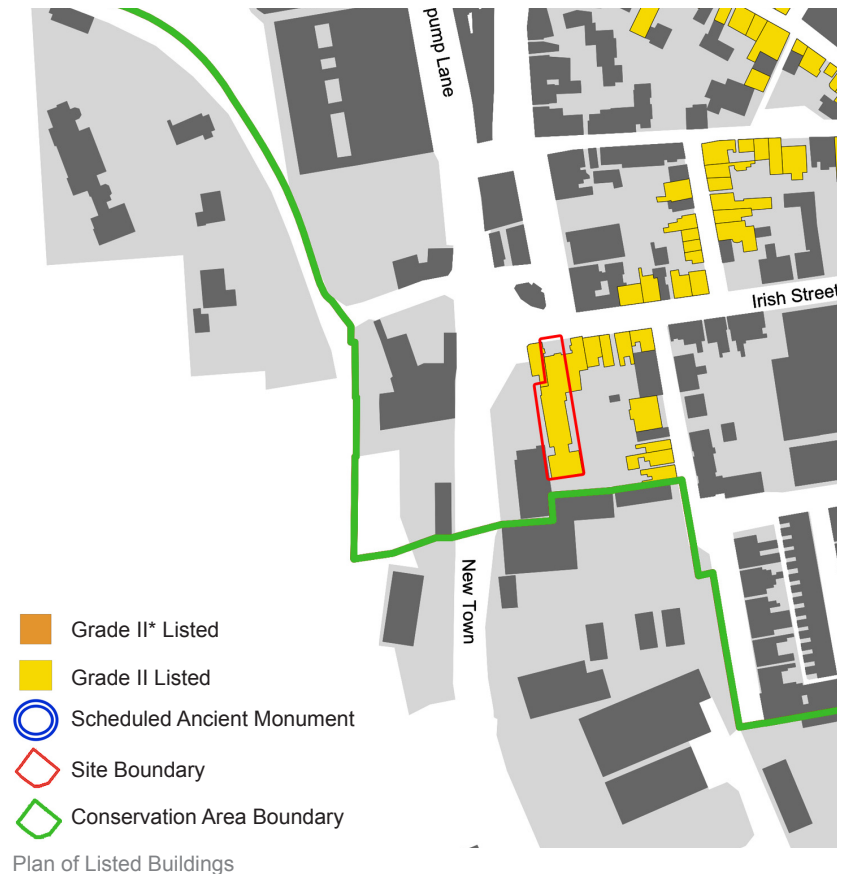 pump Lane
Irish Street
New Town
Grade II* Listed
Grade II Listed
Scheduled Ancient Monument
Site Boundary
Conservation Area Boundary
Plan of Listed Buildings